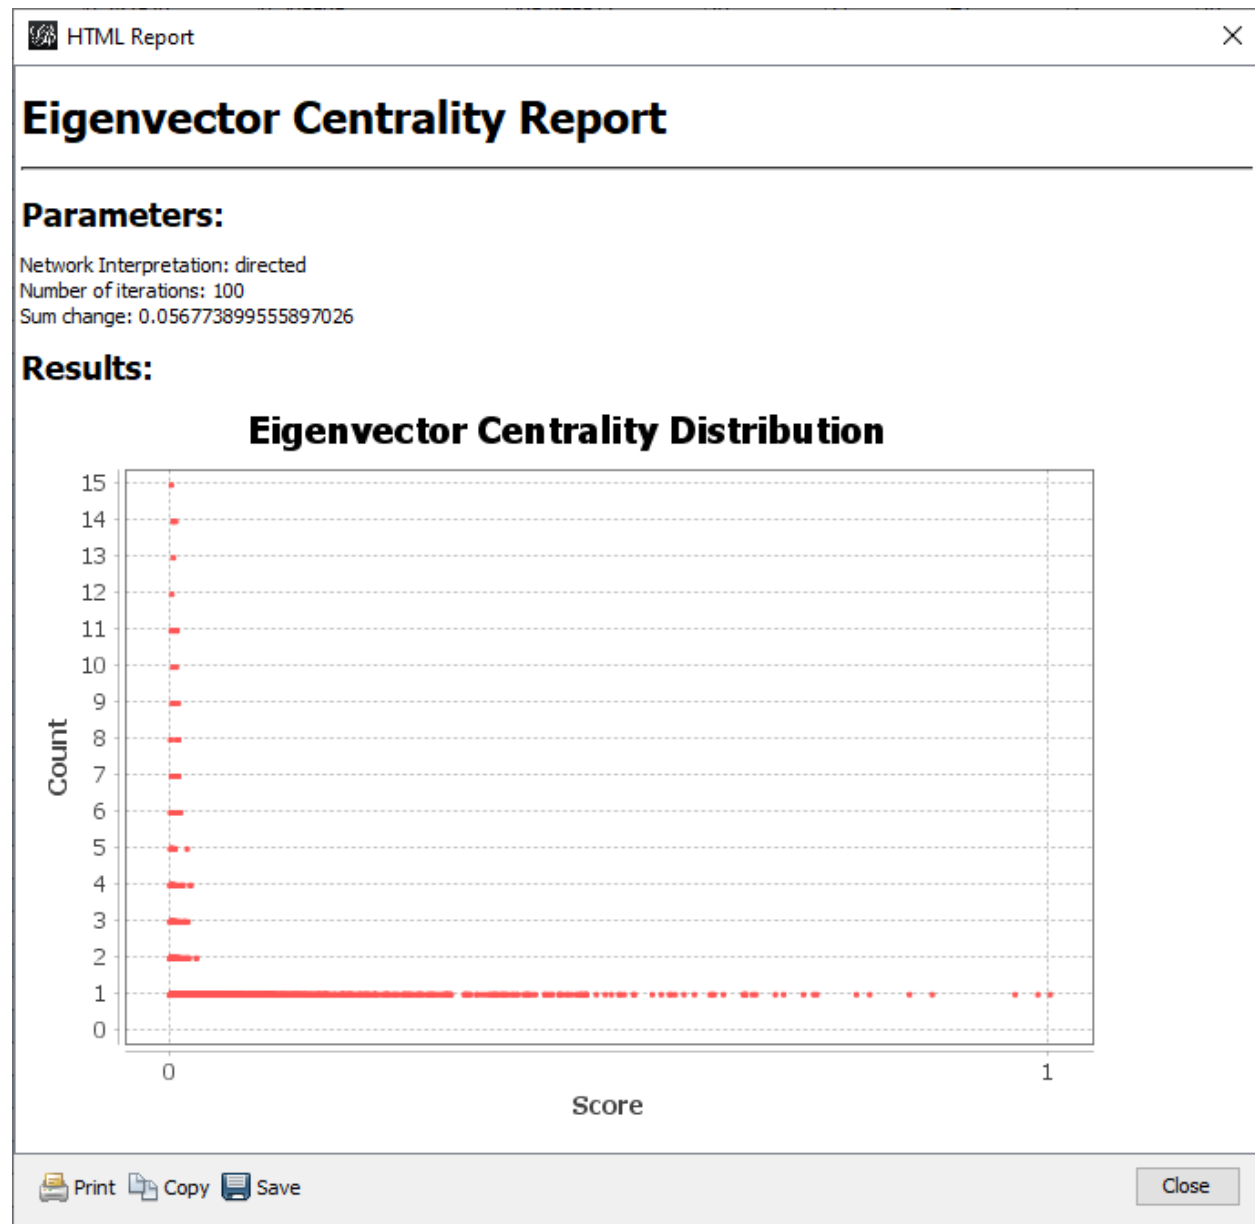 HTML Report
Eigenvector Centrality Report
Parameters:
Network Interpretation: directed
Number of iterations: 100
Sum change: 0.056773899555897026
Results:
Eigenvector Centrality Distribution
15
14
13
12
11
10
9
8
7
6
5
4
3
2
1
0
Count
0 1
Score
Print Copy Save Close